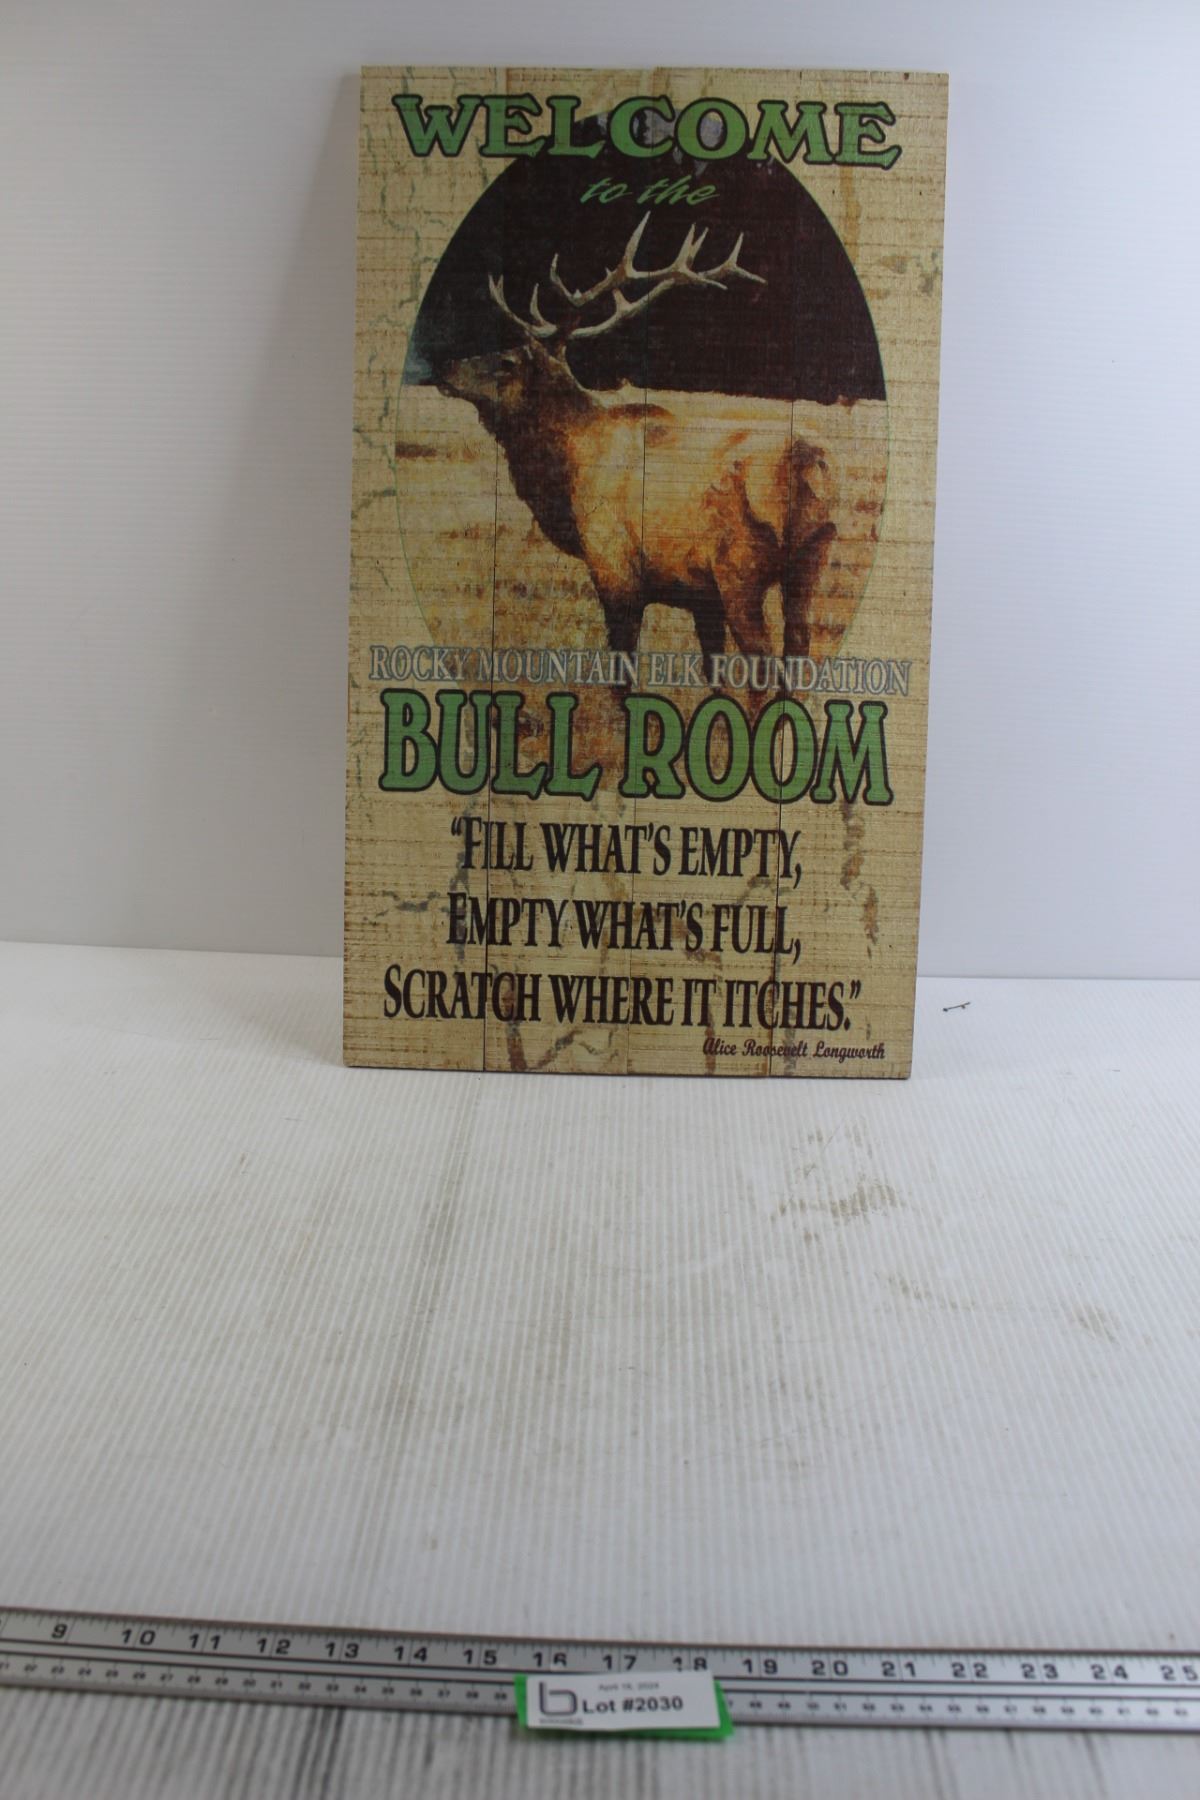 WELCOME
to the
ROCKY MOUNTAIN ELK FOUNDATION
BULL ROOM
“FILL WHAT’S EMPTY,
EMPTY WHAT’S FULL,
SCRATCH WHERE IT ITCHES.”
Alice Roosevelt Longworth
9 10 11 12 13 14 15 16 17 18 19 20 21 22 23 24 25
Lot #2030